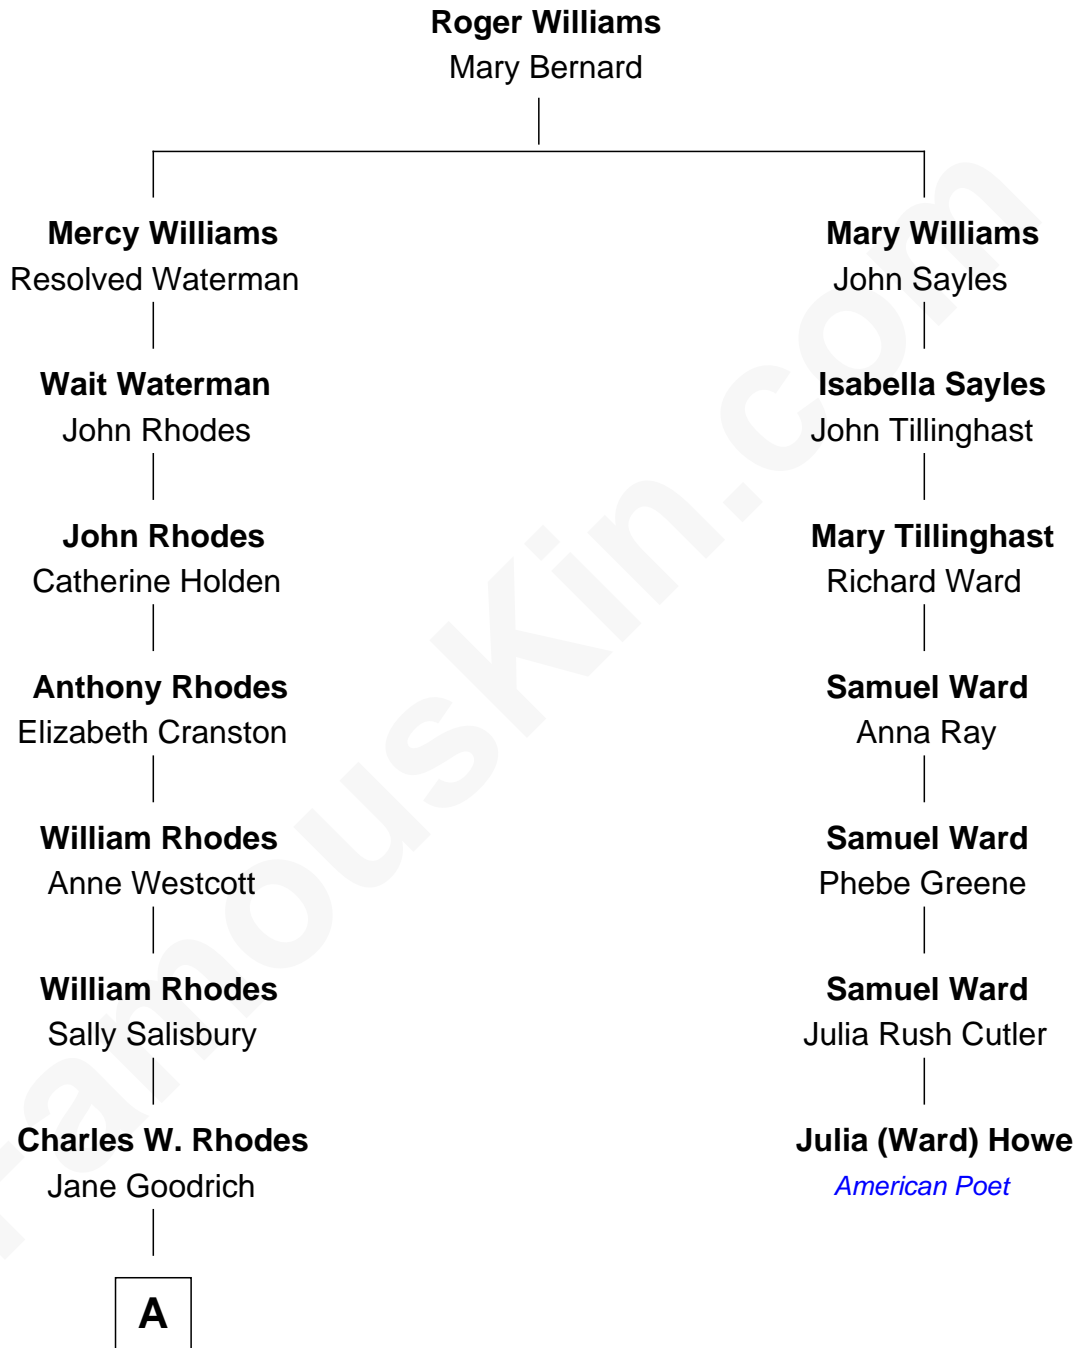 Roger Williams
Mary Bernard
Mercy Williams
Resolved Waterman
Mary Williams
John Sayles
Wait Waterman
John Rhodes
Isabella Sayles
John Tillinghast
John Rhodes
Catherine Holden
Mary Tillinghast
Richard Ward
Anthony Rhodes
Elizabeth Cranston
Samuel Ward
Anna Ray
William Rhodes
Anne Westcott
Samuel Ward
Phebe Greene
William Rhodes
Sally Salisbury
Samuel Ward
Julia Rush Cutler
Charles W. Rhodes
Jane Goodrich
Julia (Ward) Howe
American Poet
A
FamousKin.com